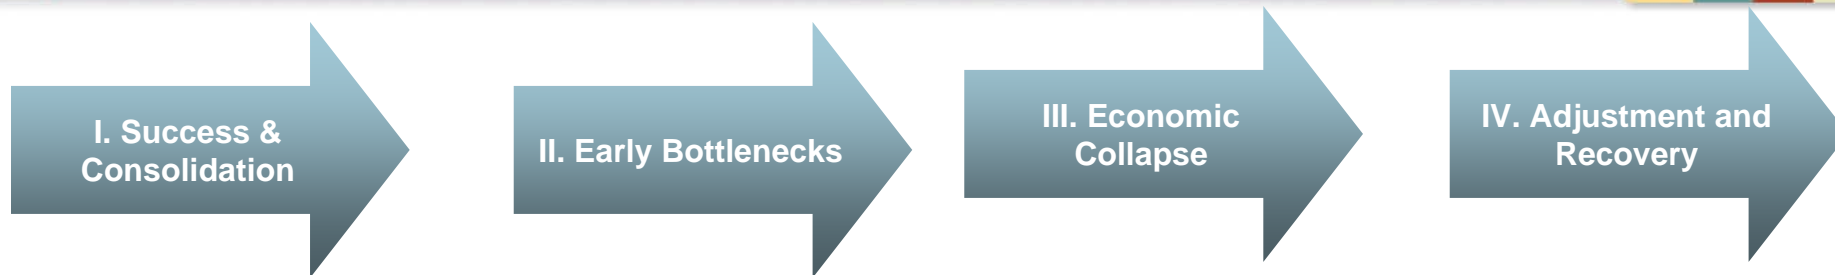 I. Success &
Consolidation
II. Early Bottlenecks
III. Economic
Collapse
IV. Adjustment and
Recovery